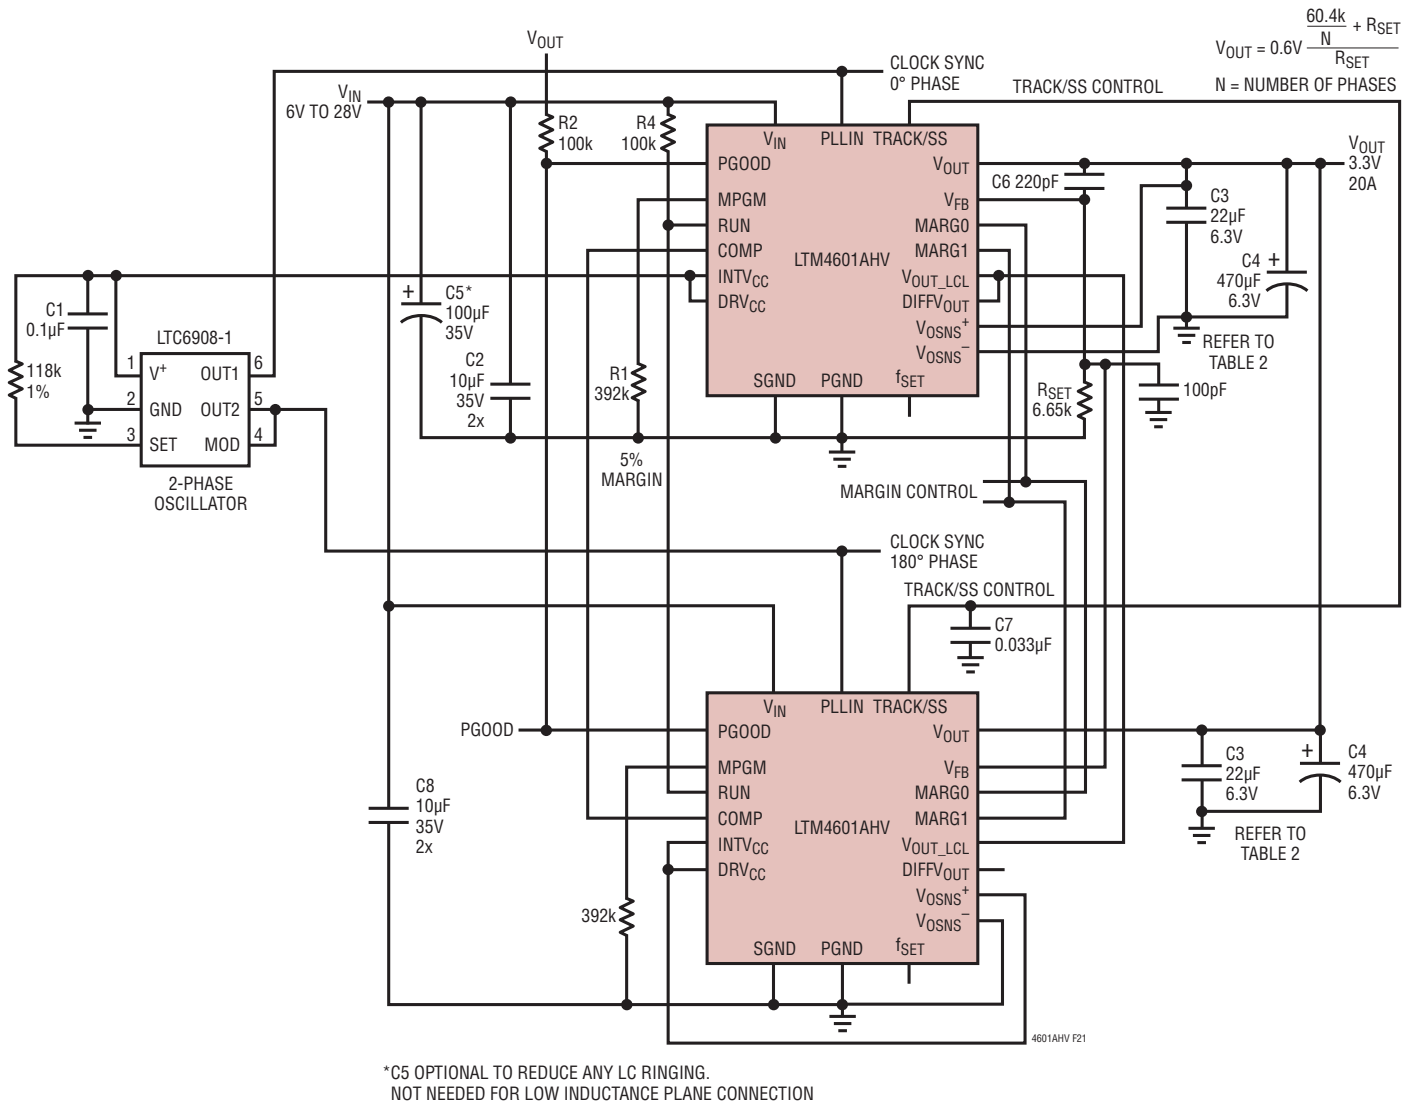 VOUT = 0.6V (60.4k / N + RSET) / RSET
N = NUMBER OF PHASES
VOUT
CLOCK SYNC
0° PHASE
TRACK/SS CONTROL
VIN
6V TO 28V
R2
100k
R4
100k
VIN PLLIN TRACK/SS
PGOOD
MPGM
RUN
COMP
INTVCC
DRVCC
LTM4601AHV
VOUT
VFB
MARG0
MARG1
VOUT_LCL
DIFFVOUT
VOSNS+
VOSNS–
SGND PGND fSET
C6 220pF
VOUT
3.3V
20A
C3
22µF
6.3V
C4
470µF
6.3V
+
REFER TO
TABLE 2
C1
0.1µF
118k
1%
LTC6908-1
1 V+ OUT1 6
2 GND OUT2 5
3 SET MOD 4
2-PHASE
OSCILLATOR
+
C5*
100µF
35V
C2
10µF
35V
2x
R1
392k
5%
MARGIN
RSET
6.65k
100pF
MARGIN CONTROL
CLOCK SYNC
180° PHASE
TRACK/SS CONTROL
C7
0.033µF
PGOOD
VIN PLLIN TRACK/SS
PGOOD
MPGM
RUN
COMP
INTVCC
DRVCC
LTM4601AHV
VOUT
VFB
MARG0
MARG1
VOUT_LCL
DIFFVOUT
VOSNS+
VOSNS–
SGND PGND fSET
C8
10µF
35V
2x
392k
C3
22µF
6.3V
+
C4
470µF
6.3V
REFER TO
TABLE 2
4601AHV F21
*C5 OPTIONAL TO REDUCE ANY LC RINGING.
NOT NEEDED FOR LOW INDUCTANCE PLANE CONNECTION